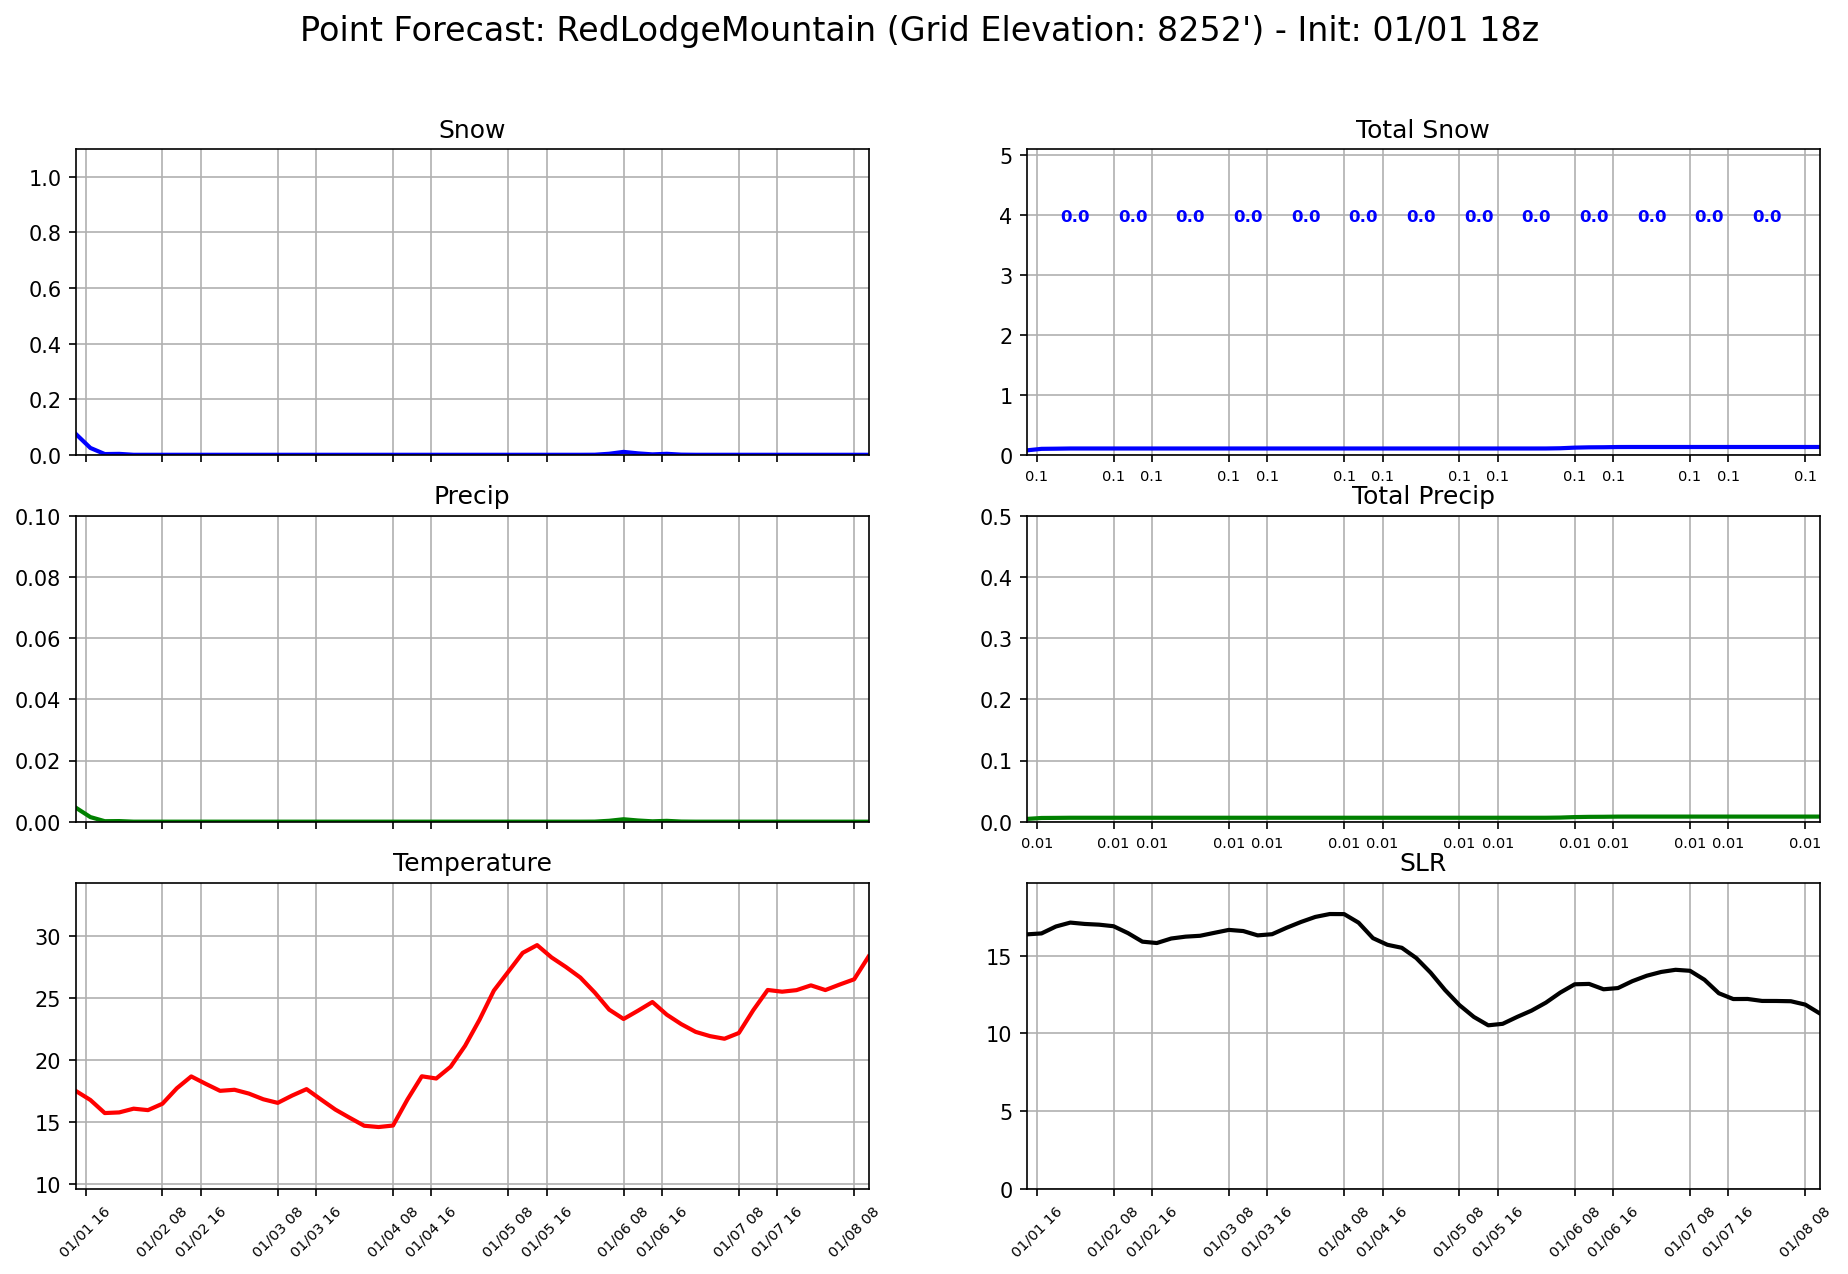 Point Forecast: RedLodgeMountain (Grid Elevation: 8252') - Init: 01/01 18z
Snow
1.0
0.8
0.6
0.4
0.2
0.0
Total Snow
5
4
3
2
1
0
0.0 0.0 0.0 0.0 0.0 0.0 0.0 0.0 0.0 0.0 0.0 0.0 0.0
0.1 0.1 0.1 0.1 0.1 0.1 0.1 0.1 0.1 0.1 0.1 0.1 0.1 0.1
Precip
0.10
0.08
0.06
0.04
0.02
0.00
Total Precip
0.5
0.4
0.3
0.2
0.1
0.0
0.01 0.01 0.01 0.01 0.01 0.01 0.01 0.01 0.01 0.01 0.01 0.01 0.01 0.01
Temperature
30
25
20
15
10
01/01 16 01/02 08 01/02 16 01/03 08 01/03 16 01/04 08 01/04 16 01/05 08 01/05 16 01/06 08 01/06 16 01/07 08 01/07 16 01/08 08
SLR
15
10
5
0
01/01 16 01/02 08 01/02 16 01/03 08 01/03 16 01/04 08 01/04 16 01/05 08 01/05 16 01/06 08 01/06 16 01/07 08 01/07 16 01/08 08